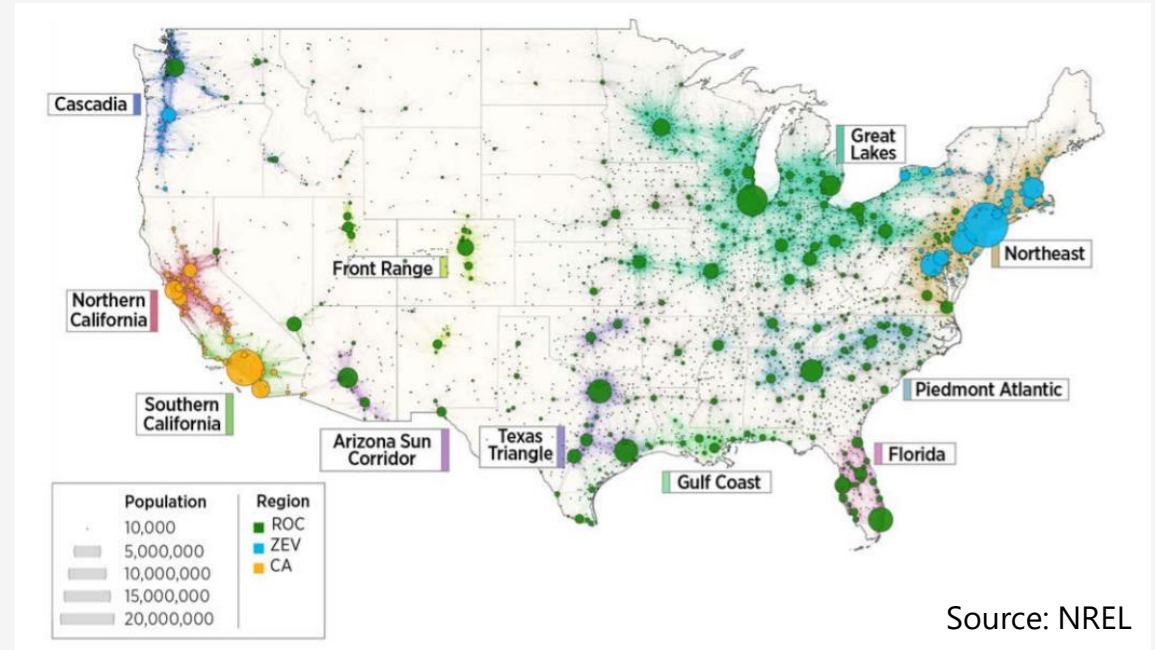 Cascadia
Great
Lakes
Front Range
Northeast
Northern
California
Piedmont Atlantic
Southern
California
Arizona Sun
Corridor
Texas
Triangle
Florida
Gulf Coast
Population
10,000
5,000,000
10,000,000
15,000,000
20,000,000
Region
ROC
ZEV
CA
Source: NREL